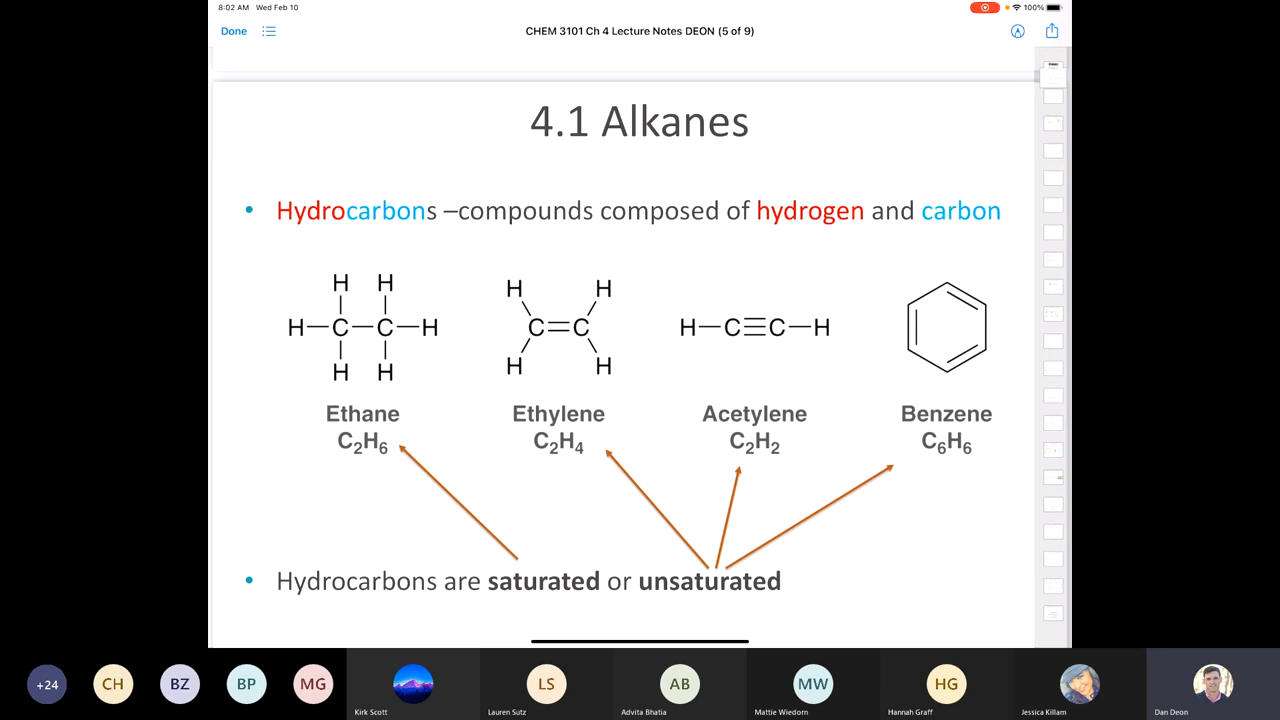 8:02 AM Wed Feb 10
100%
Done
CHEM 3101 Ch 4 Lecture Notes DEON (5 of 9)
4.1 Alkanes
• Hydrocarbons –compounds composed of hydrogen and carbon
H H
H—C—C—H
H H
H H
C=C
H H
H—C≡C—H
Ethane
C₂H₆
Ethylene
C₂H₄
Acetylene
C₂H₂
Benzene
C₆H₆
• Hydrocarbons are saturated or unsaturated
+24
CH
BZ
BP
MG
Kirk Scott
LS
Lauren Sutz
AB
Advita Bhatia
MW
Mattie Wiedorn
HG
Hannah Graff
Jessica Killam
Dan Deon